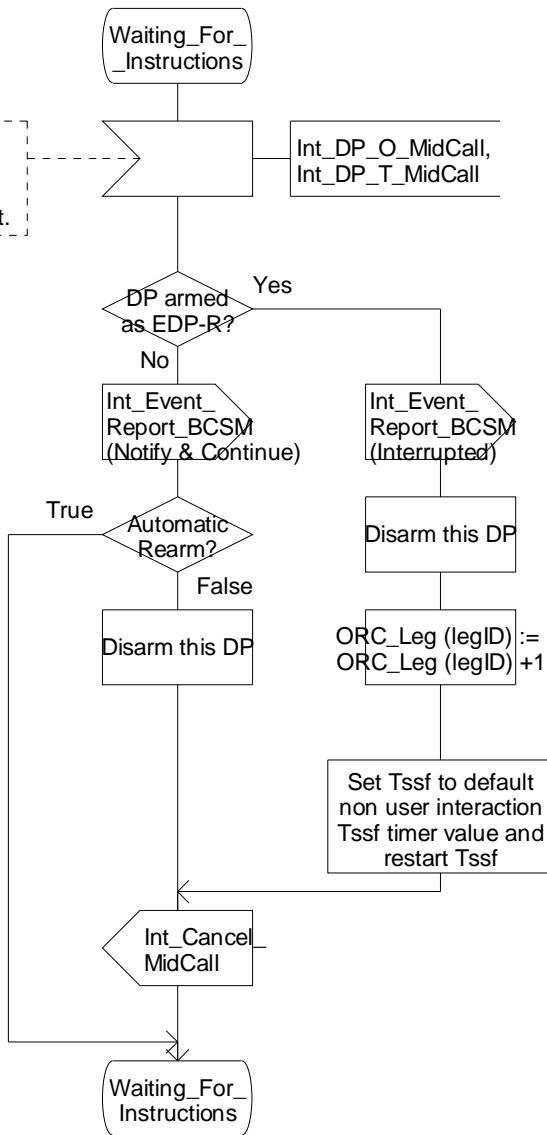 Waiting_For_
_Instructions
Int_DP_O_MidCall,
Int_DP_T_MidCall
t.
DP armed
as EDP-R?
Yes
No
Int_Event_
Report_BCSM
(Notify & Continue)
Int_Event_
Report_BCSM
(Interrupted)
True
Automatic
Rearm?
Disarm this DP
False
Disarm this DP
ORC_Leg (legID) :=
ORC_Leg (legID) +1
Set Tssf to default
non user interaction
Tssf timer value and
restart Tssf
Int_Cancel_
MidCall
Waiting_For_
Instructions